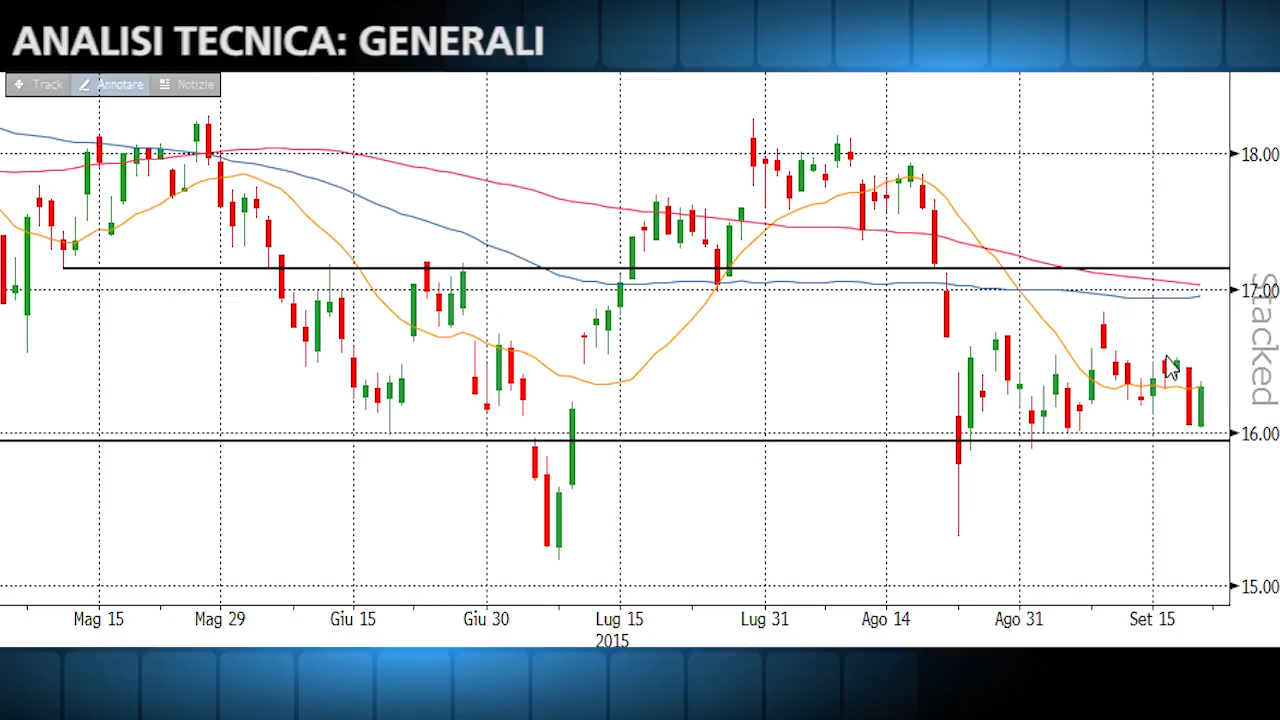 ANALISI TECNICA: GENERALI
Track Annotare Notizie
18.00
17.00
16.00
15.00
Stacked
Mag 15 Mag 29 Giu 15 Giu 30 Lug 15 Lug 31 Ago 14 Ago 31 Set 15
2015